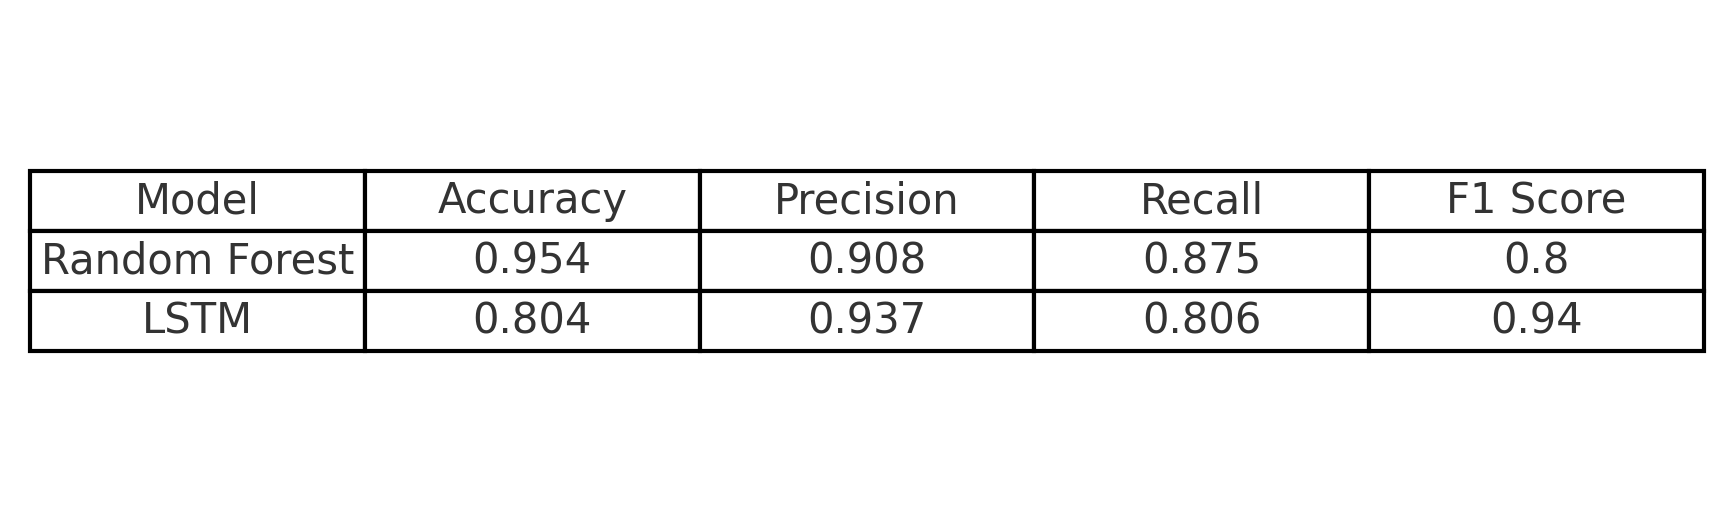 Model Accuracy Precision Recall F1 Score
Random Forest 0.954 0.908 0.875 0.8
LSTM 0.804 0.937 0.806 0.94